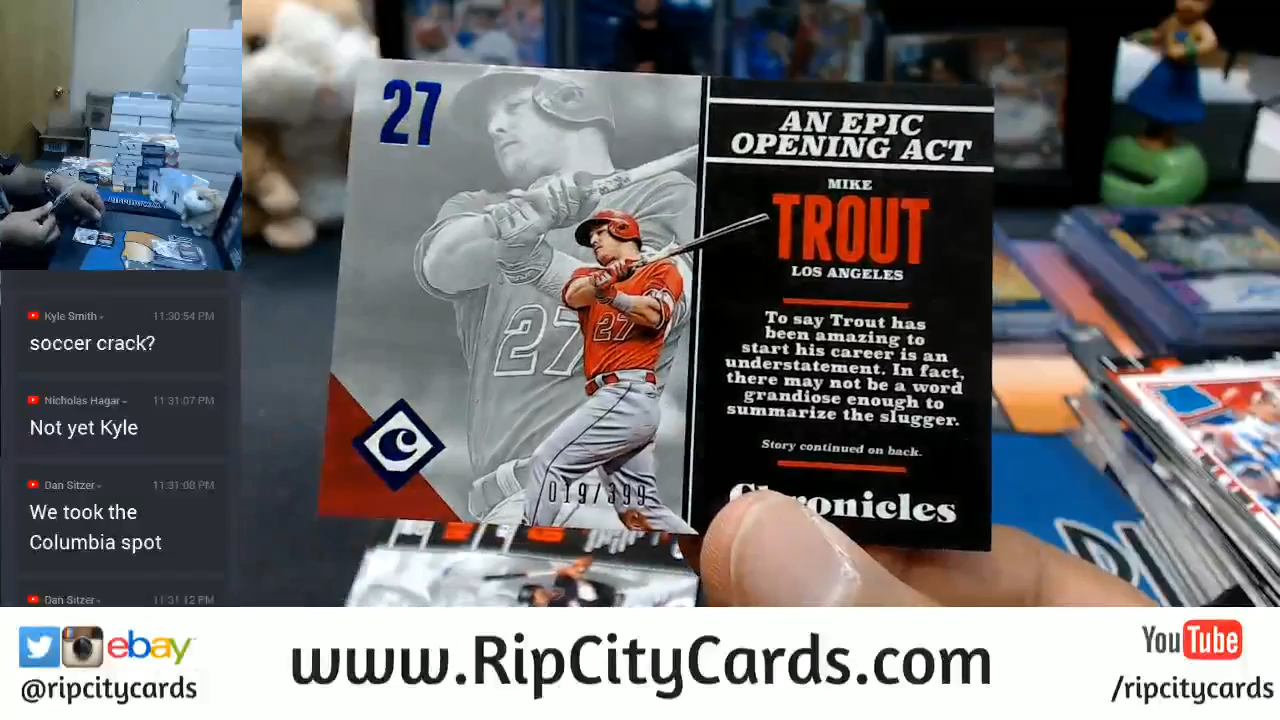 27
AN EPIC
OPENING ACT
MIKE
TROUT
LOS ANGELES
To say Trout has
been amazing to
start his career is an
understatement. In fact,
there may not be a word
grandiose enough to
summarize the slugger.
Story continued on back.
Chronicles
27
27
C
019/399
Kyle Smith
11:30:54 PM
soccer crack?
Nicholas Hagar
11:31:07 PM
Not yet Kyle
Dan Sitzer
11:31:08 PM
We took the
Columbia spot
Dan Sitzer
11:31:12 PM
ebay
@ripcitycards
www.RipCityCards.com
YouTube
/ripcitycards